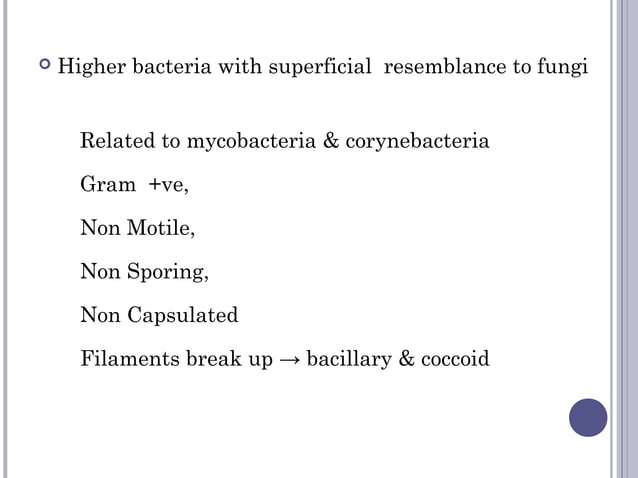 Higher bacteria with superficial resemblance to fungi
Related to mycobacteria & corynebacteria
Gram +ve,
Non Motile,
Non Sporing,
Non Capsulated
Filaments break up → bacillary & coccoid